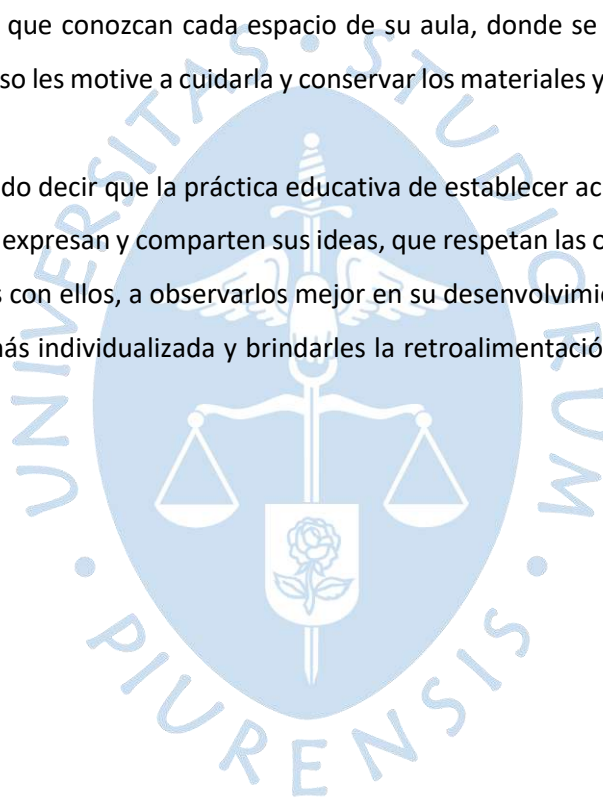 que conozcan cada espacio de su aula, donde se
so les motive a cuidarla y conservar los materiales y
do decir que la práctica educativa de establecer ac
expresan y comparten sus ideas, que respetan las o
s con ellos, a observarlos mejor en su desenvolvimie
nás individualizada y brindarles la retroalimentació
UNIVERSITAS • STUDIORUM • PIURENSIS •